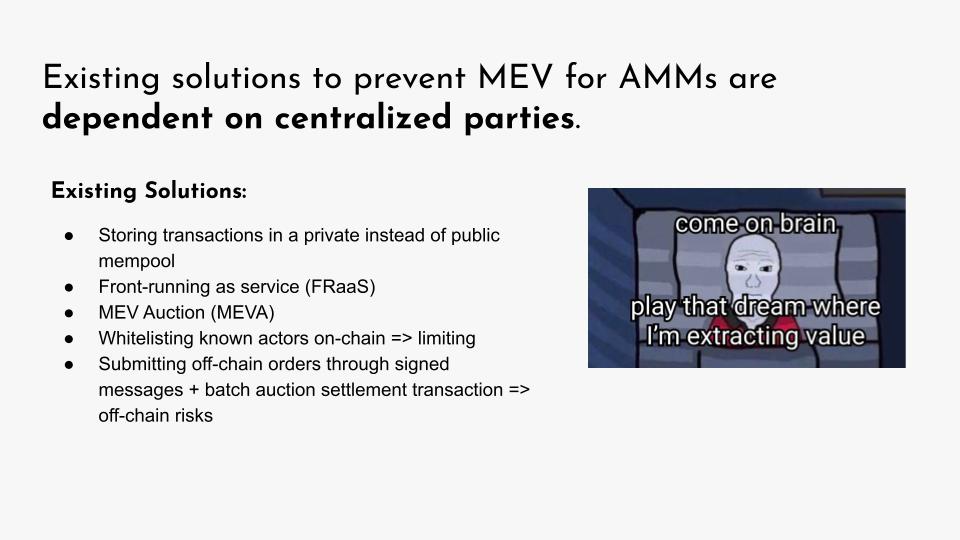 Existing solutions to prevent MEV for AMMs are
dependent on centralized parties.
Existing Solutions:
● Storing transactions in a private instead of public
mempool
● Front-running as service (FRaaS)
● MEV Auction (MEVA)
● Whitelisting known actors on-chain => limiting
● Submitting off-chain orders through signed
messages + batch auction settlement transaction =>
off-chain risks
come on brain
play that dream where
I'm extracting value